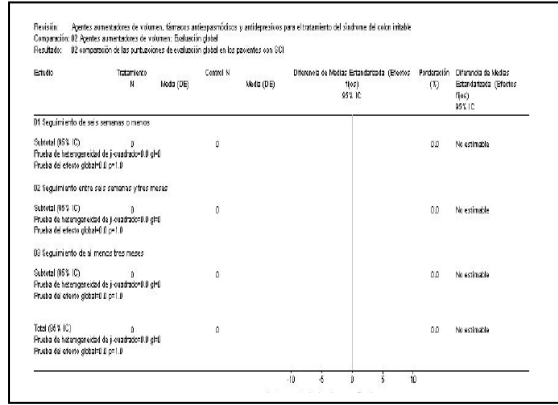 Revisión: Agentes aumentadores de volumen, fármacos antiespasmódicos y antidepresivos para el tratamiento del síndrome del colon irritable
Comparación: 02 Agentes aumentadores de volumen: Evaluación global
Resultado: 02 comparación de las puntuaciones de evaluación global en los pacientes con SCI
Estudio Tratamiento Control N Diferencia de Medias Estandarizada (Efectos Ponderación Diferencia de Medias
N Media (DE) Media (DE) fijos) (%) Estandarizada (Efectos
95% IC fijos)
95% IC
01 Seguimiento de seis semanas o menos
Subtotal (95% IC) 0 0 0.0 No estimable
Prueba de heterogeneidad de ji-cuadrado=0.0 gl=0
Prueba del efecto global=0.0 p=1.0
02 Seguimiento entre seis semanas y tres meses
Subtotal (95% IC) 0 0 0.0 No estimable
Prueba de heterogeneidad de ji-cuadrado=0.0 gl=0
Prueba del efecto global=0.0 p=1.0
03 Seguimiento de al menos tres meses
Subtotal (95% IC) 0 0 0.0 No estimable
Prueba de heterogeneidad de ji-cuadrado=0.0 gl=0
Prueba del efecto global=0.0 p=1.0
Total (95% IC) 0 0 0.0 No estimable
Prueba de heterogeneidad de ji-cuadrado=0.0 gl=0
Prueba del efecto global=0.0 p=1.0
-10 -5 0 5 10